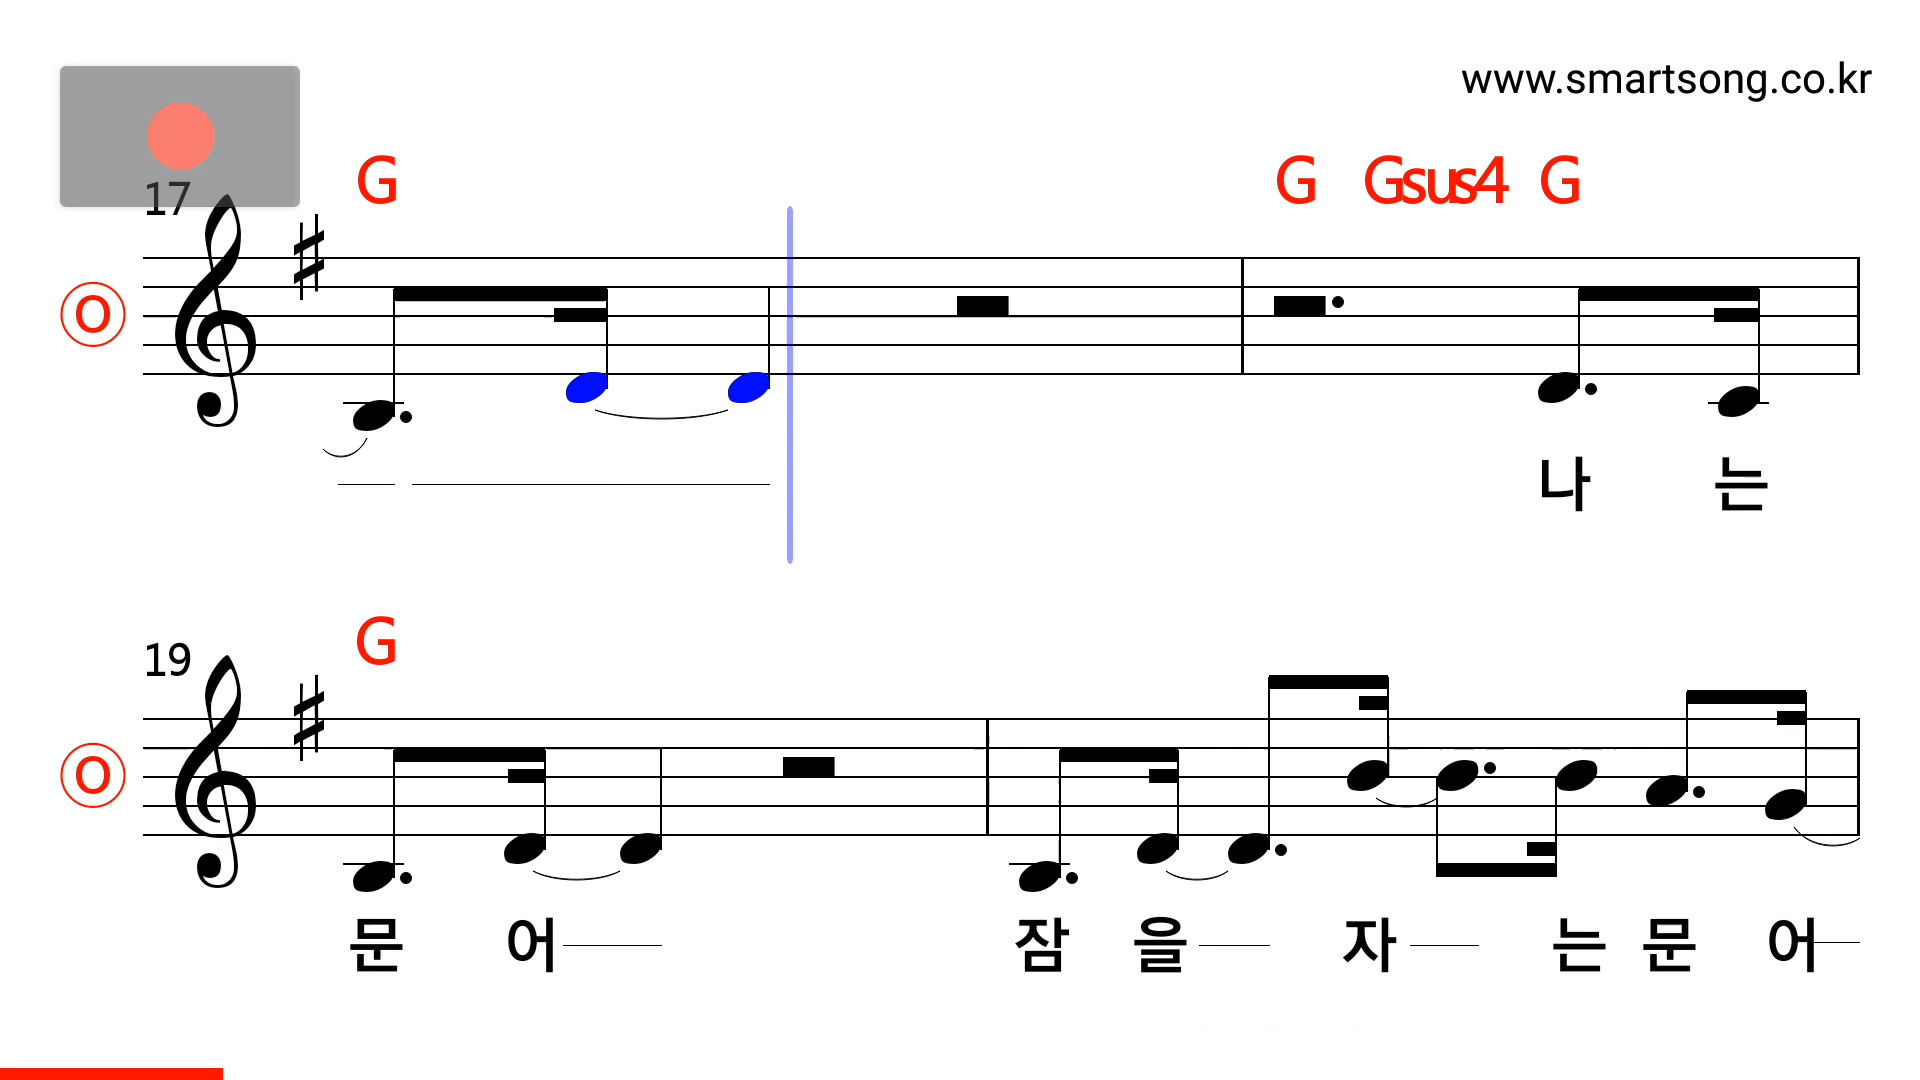 www.smartsong.co.kr
17
G G Gsus4 G
O
나 는
19
G
O
문 어 잠 을 자 는 문 어